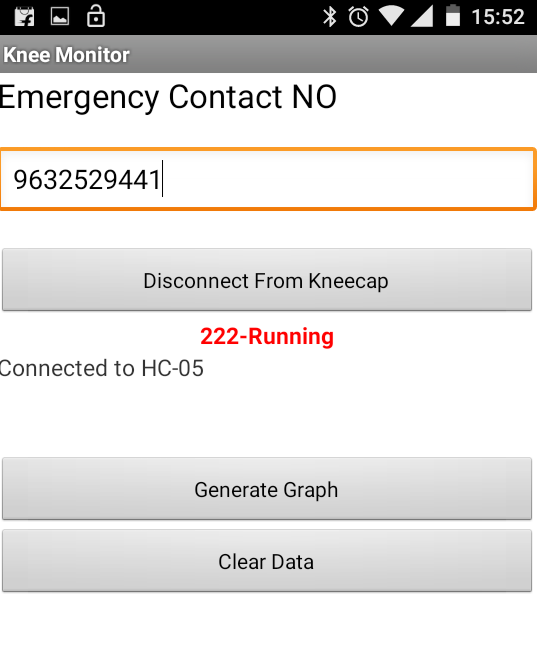 15:52
Knee Monitor
Emergency Contact NO
9632529441
Disconnect From Kneecap
222-Running
Connected to HC-05
Generate Graph
Clear Data